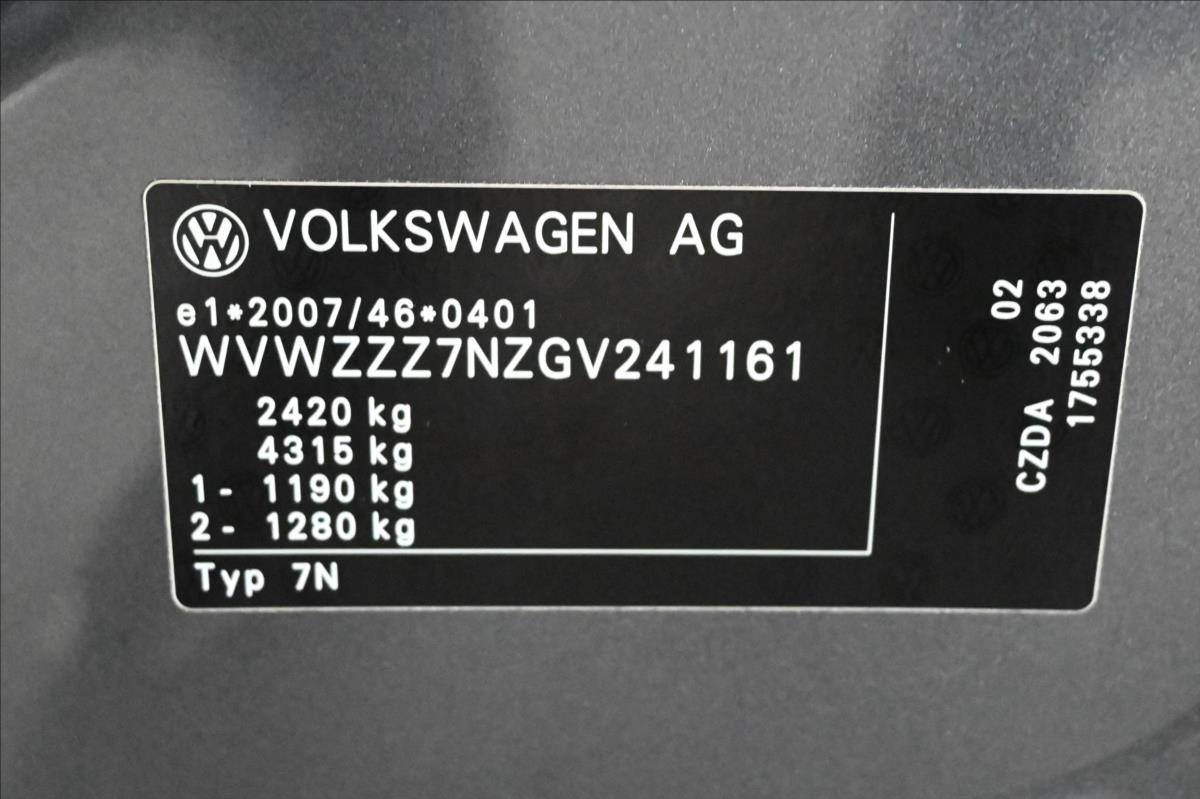 VOLKSWAGEN AG
e1*2007/46*0401
WVWZZZ7NZGV241161
2420 kg
4315 kg
1- 1190 kg
2- 1280 kg
Typ 7N
02
CZDA 2063
1755338